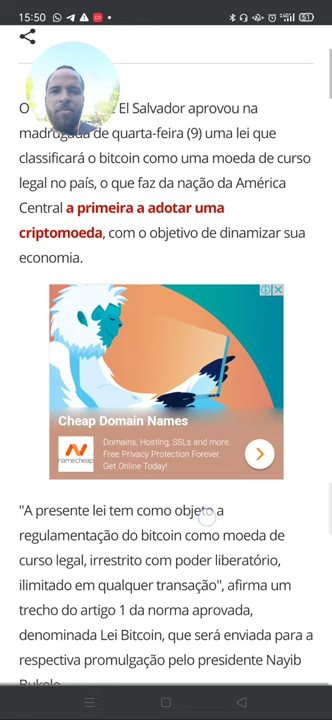 15:50
51
O El Salvador aprovou na
madrugada de quarta-feira (9) uma lei que
classificará o bitcoin como uma moeda de curso
legal no país, o que faz da nação da América
Central a primeira a adotar uma
criptomoeda, com o objetivo de dinamizar sua
economia.
Cheap Domain Names
namecheap
Domains, Hosting, SSLs and more.
Free Privacy Protection Forever.
Get Online Today!
"A presente lei tem como objeto a
regulamentação do bitcoin como moeda de
curso legal, irrestrito com poder liberatório,
ilimitado em qualquer transação", afirma um
trecho do artigo 1 da norma aprovada,
denominada Lei Bitcoin, que será enviada para a
respectiva promulgação pelo presidente Nayib
Bukele